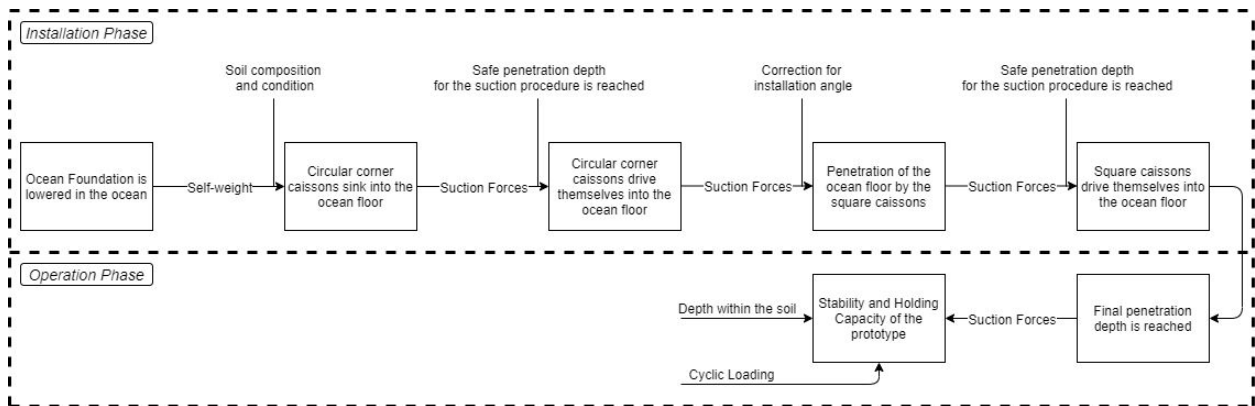 Installation Phase
Soil composition
and condition
Safe penetration depth
for the suction procedure is reached
Correction for
installation angle
Safe penetration depth
for the suction procedure is reached
Ocean Foundation is
lowered in the ocean
Self-weight
Circular corner
caissons sink into the
ocean floor
Suction Forces
Circular corner
caissons drive
themselves into the
ocean floor
Suction Forces
Penetration of the
ocean floor by the
square caissons
Suction Forces
Square caissons
drive themselves into
the ocean floor
Operation Phase
Depth within the soil
Cyclic Loading
Stability and Holding
Capacity of the
prototype
Suction Forces
Final penetration
depth is reached